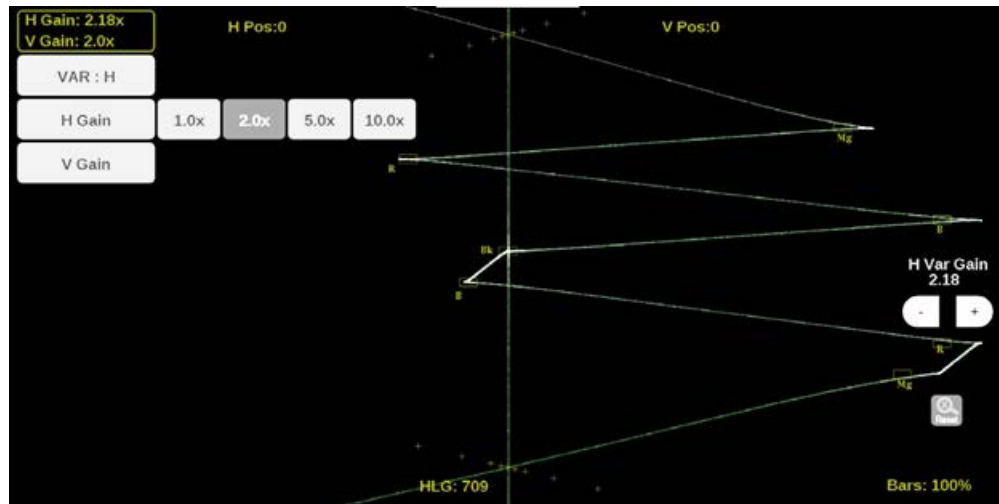 H Gain: 2.18x
V Gain: 2.0x
H Pos:0
V Pos:0
VAR : H
H Gain
1.0x
2.0x
5.0x
10.0x
V Gain
Mg
R
B
Bk
B
H Var Gain
2.18
-
+
R
Mg
Reset
HLG: 709
Bars: 100%